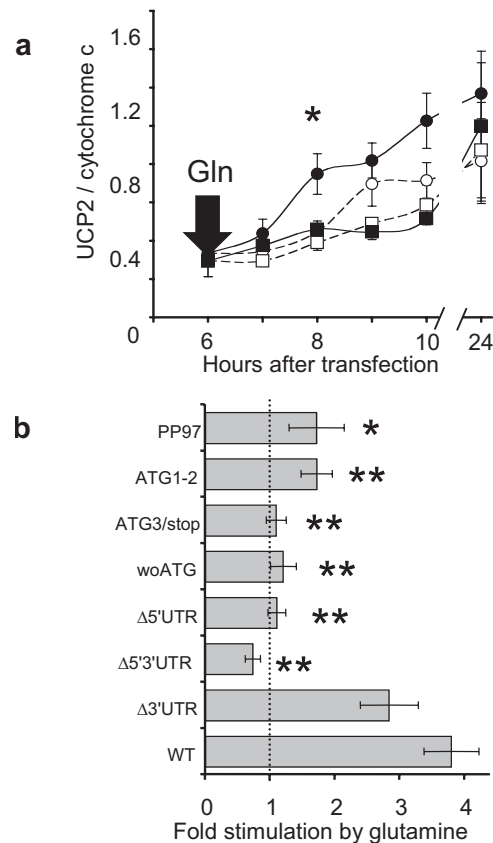 a
UCP2 / cytochrome c
1.6
1.2
0.8
0.4
0
Gln
*
6 7 8 9 10 24
Hours after transfection
b
PP97 *
ATG1-2 **
ATG3/stop **
woATG **
Δ5'UTR **
Δ5'3'UTR **
Δ3'UTR
WT
0 1 2 3 4
Fold stimulation by glutamine